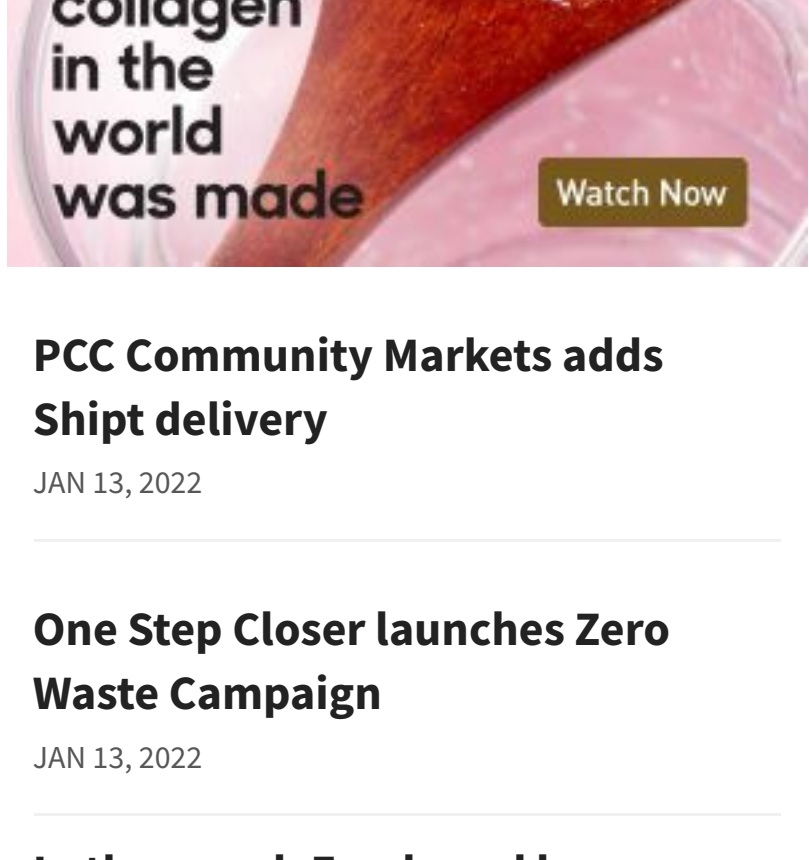 collagen
in the
world
was made
Watch Now
PCC Community Markets adds
Shipt delivery
JAN 13, 2022
One Step Closer launches Zero
Waste Campaign
JAN 13, 2022